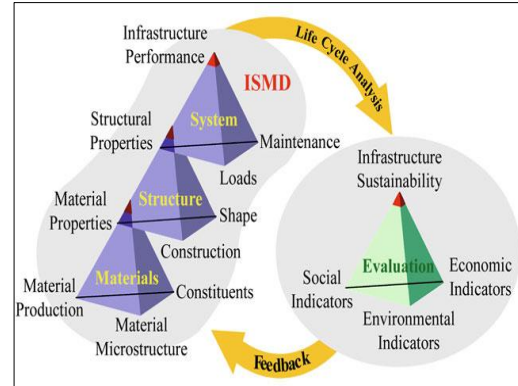 Infrastructure
Performance
ISMD
Life Cycle Analysis
Structural
Properties
System
Maintenance
Loads
Material
Properties
Structure
Shape
Construction
Materials
Material
Production
Constituents
Material
Microstructure
Infrastructure
Sustainability
Evaluation
Social
Indicators
Economic
Indicators
Environmental
Indicators
Feedback